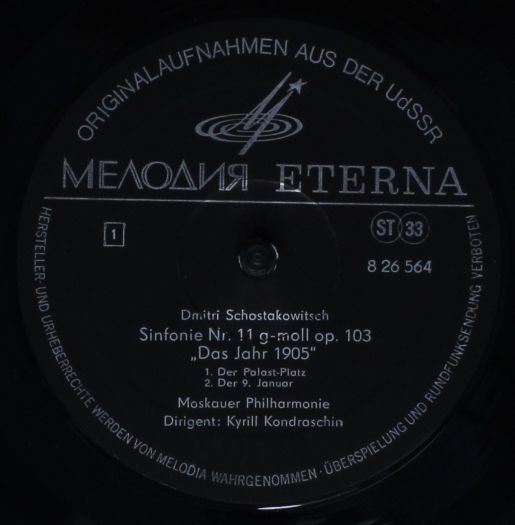 ORIGINALAUFNAHMEN AUS DER UdSSR
МЕЛОДИЯ ETERNA
1
ST 33
8 26 564
Dmitri Schostakowitsch
Sinfonie Nr. 11 g-moll op. 103
„Das Jahr 1905“
1. Der Palast-Platz
2. Der 9. Januar
Moskauer Philharmonie
Dirigent: Kyrill Kondraschin
HERSTELLER- UND URHEBERRECHTE WERDEN VON MELODIA WAHRGENOMMEN · ÜBERSPIELUNG UND RUNDFUNKSENDUNG VERBOTEN